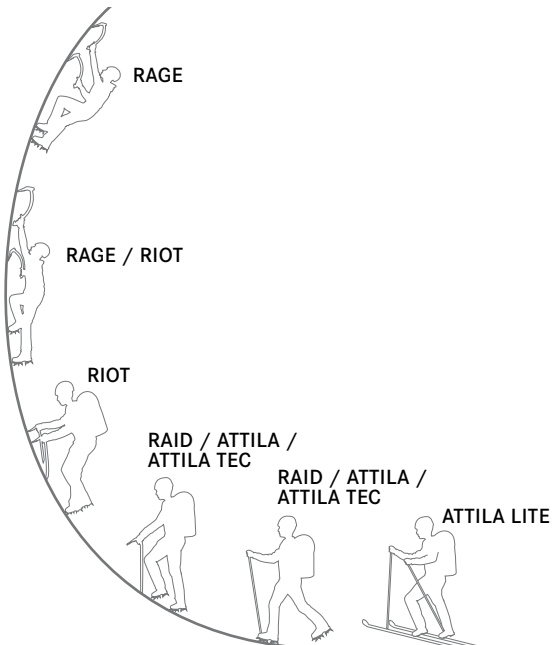 RAGE
RAGE / RIOT
RIOT
RAID / ATTILA /
ATTILA TEC
RAID / ATTILA /
ATTILA TEC
ATTILA LITE